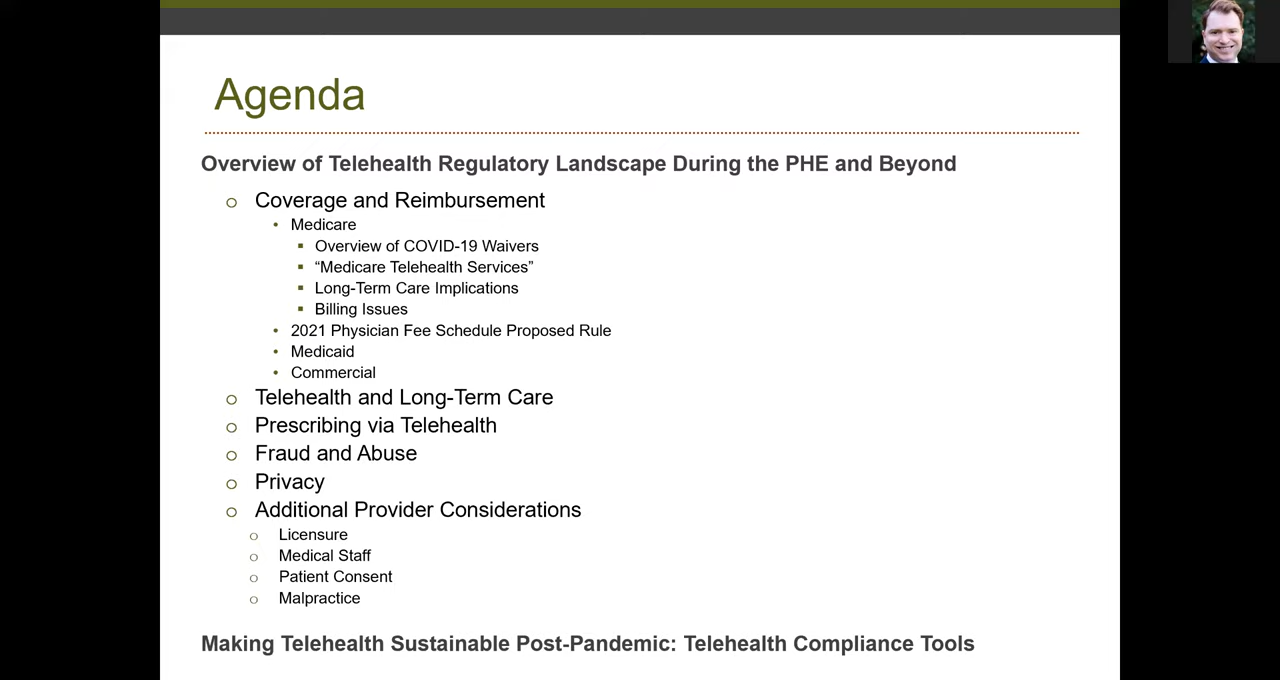 Agenda
Overview of Telehealth Regulatory Landscape During the PHE and Beyond
o Coverage and Reimbursement
• Medicare
▪ Overview of COVID-19 Waivers
▪ “Medicare Telehealth Services”
▪ Long-Term Care Implications
▪ Billing Issues
• 2021 Physician Fee Schedule Proposed Rule
• Medicaid
• Commercial
o Telehealth and Long-Term Care
o Prescribing via Telehealth
o Fraud and Abuse
o Privacy
o Additional Provider Considerations
o Licensure
o Medical Staff
o Patient Consent
o Malpractice
Making Telehealth Sustainable Post-Pandemic: Telehealth Compliance Tools